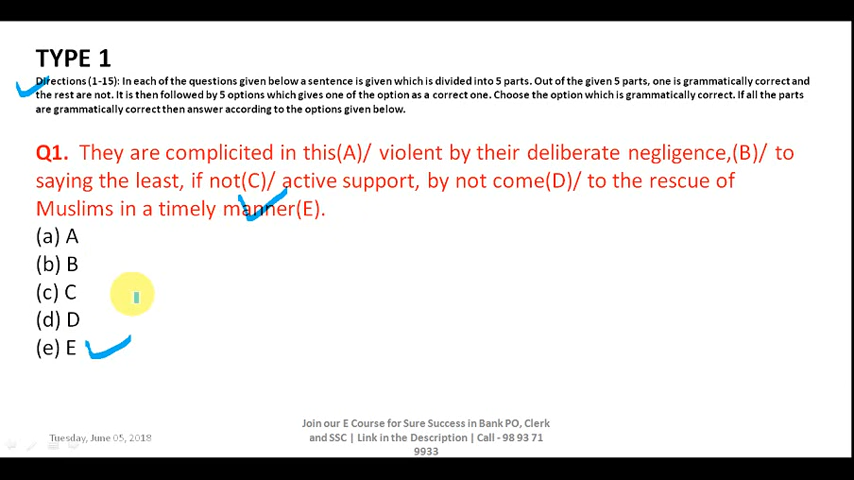 TYPE 1
Directions (1-15): In each of the questions given below a sentence is given which is divided into 5 parts. Out of the given 5 parts, one is grammatically correct and
the rest are not. It is then followed by 5 options which gives one of the option as a correct one. Choose the option which is grammatically correct. If all the parts
are grammatically correct then answer according to the options given below.
Q1. They are complicited in this(A)/ violent by their deliberate negligence,(B)/ to
saying the least, if not(C)/ active support, by not come(D)/ to the rescue of
Muslims in a timely manner(E).
(a) A
(b) B
(c) C
(d) D
(e) E
Tuesday, June 05, 2018
Join our E Course for Sure Success in Bank PO, Clerk
and SSC | Link in the Description | Call - 98 93 71
9933